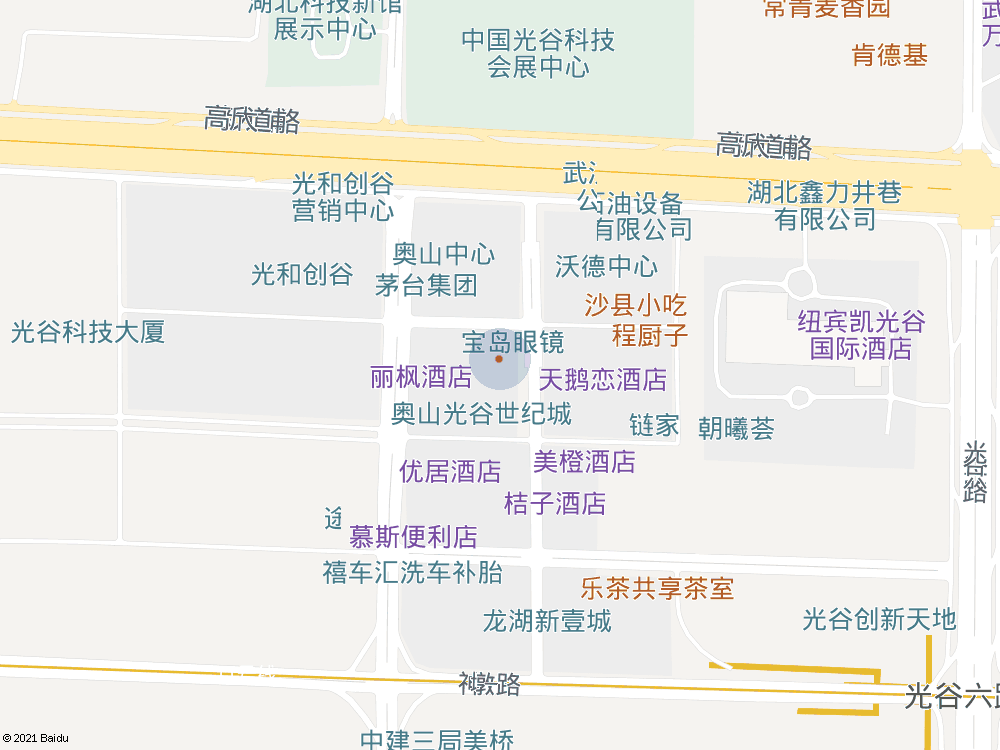 湖北科技新馆
展示中心
常青麦香园
中国光谷科技
会展中心
肯德基
高新大道
高新大道
光和创谷
营销中心
石油设备
有限公司
湖北鑫力井巷
有限公司
奥山中心
光和创谷
茅台集团
沃德中心
沙县小吃
程厨子
光谷科技大厦
宝岛眼镜
纽宾凯光谷
国际酒店
丽枫酒店
天鹅恋酒店
奥山光谷世纪城
链家
朝曦荟
优居酒店
美橙酒店
桔子酒店
慕斯便利店
禧车汇洗车补胎
乐茶共享茶室
龙湖新壹城
光谷创新天地
神墩路
光谷六路
中建三局美桥
© 2021 Baidu